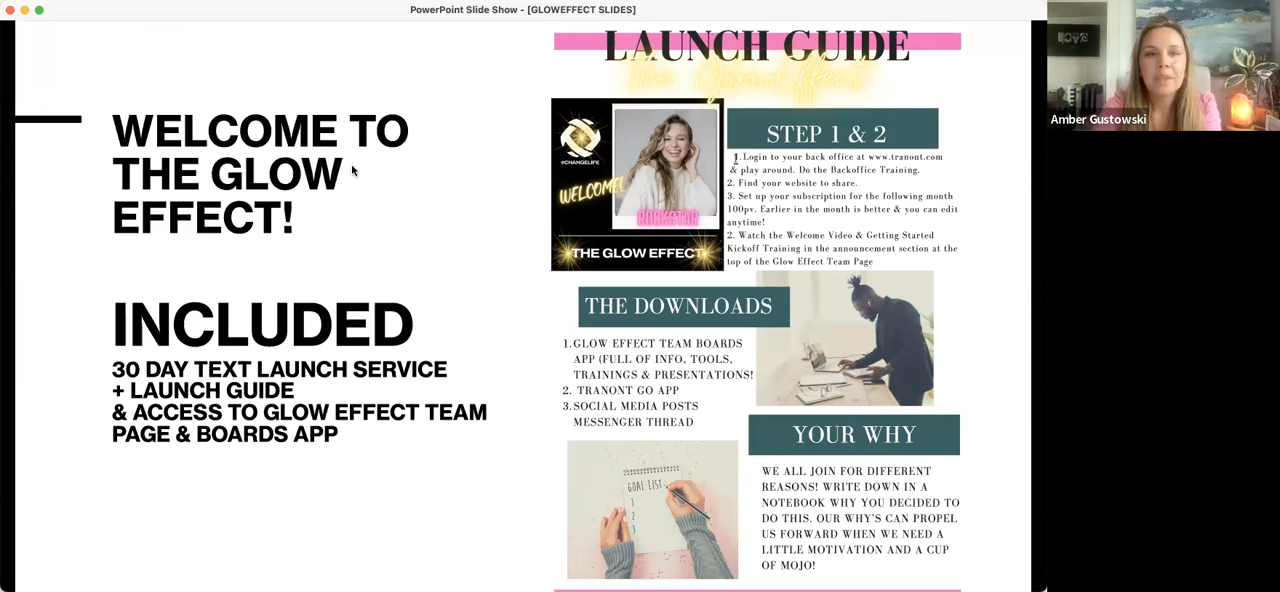 PowerPoint Slide Show - [GLOWEFFECT SLIDES]
WELCOME TO
THE GLOW
EFFECT!
INCLUDED
30 DAY TEXT LAUNCH SERVICE
+ LAUNCH GUIDE
& ACCESS TO GLOW EFFECT TEAM
PAGE & BOARDS APP
LAUNCH GUIDE
The Glow Effect
#CHANGELIFE
WELCOME!
ROCKSTAR
THE GLOW EFFECT
STEP 1 & 2
1. Login to your back office at www.tranont.com
& play around. Do the Backoffice Training.
2. Find your website to share.
3. Set up your subscription for the following month
100pv. Earlier in the month is better & you can edit
anytime!
2. Watch the Welcome Video & Getting Started
Kickoff Training in the announcement section at the
top of the Glow Effect Team Page
THE DOWNLOADS
1. GLOW EFFECT TEAM BOARDS
APP (FULL OF INFO, TOOLS,
TRAININGS & PRESENTATIONS!
2. TRANONT GO APP
3. SOCIAL MEDIA POSTS
MESSENGER THREAD
GOAL LIST
1
2
3
YOUR WHY
WE ALL JOIN FOR DIFFERENT
REASONS! WRITE DOWN IN A
NOTEBOOK WHY YOU DECIDED TO
DO THIS. OUR WHY'S CAN PROPEL
US FORWARD WHEN WE NEED A
LITTLE MOTIVATION AND A CUP
OF MOJO!
Amber Gustowski